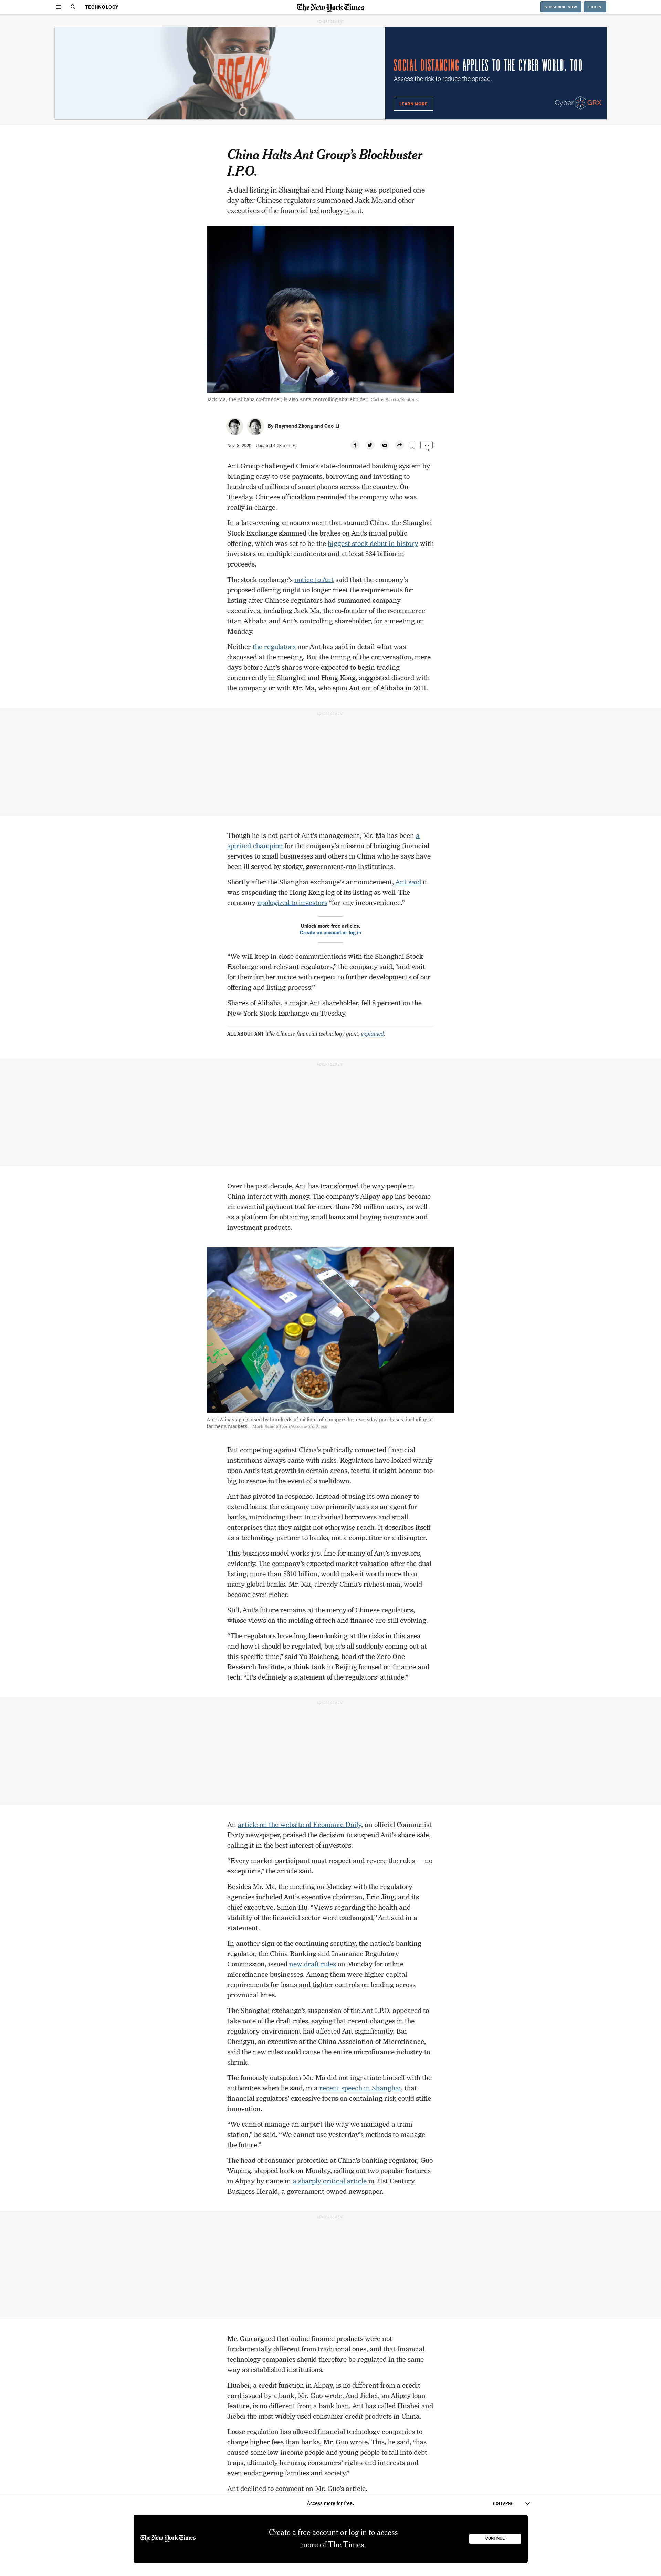 TECHNOLOGY
The New York Times
SUBSCRIBE NOW
LOG IN
ADVERTISEMENT
BREACH
SOCIAL DISTANCING APPLIES TO THE CYBER WORLD, TOO
Assess the risk to reduce the spread.
LEARN MORE
CyberGRX
China Halts Ant Group’s Blockbuster
I.P.O.
A dual listing in Shanghai and Hong Kong was postponed one
day after Chinese regulators summoned Jack Ma and other
executives of the financial technology giant.
Jack Ma, the Alibaba co-founder, is also Ant’s controlling shareholder. Carlos Barria/Reuters
By Raymond Zhong and Cao Li
Nov. 3, 2020 Updated 4:55 p.m. ET
76
Ant Group challenged China’s state-dominated banking system by
bringing easy-to-use payments, borrowing and investing to
hundreds of millions of smartphones across the country. On
Tuesday, Chinese officialdom reminded the company who was
really in charge.
In a late-evening announcement that stunned China, the Shanghai
Stock Exchange slammed the brakes on Ant’s initial public
offering, which was set to be the biggest stock debut in history with
investors on multiple continents and at least $34 billion in
proceeds.
The stock exchange’s notice to Ant said that the company’s
proposed offering might no longer meet the requirements for
listing after Chinese regulators had summoned company
executives, including Jack Ma, the co-founder of the e-commerce
titan Alibaba and Ant’s controlling shareholder, for a meeting on
Monday.
Neither the regulators nor Ant has said in detail what was
discussed at the meeting. But the timing of the conversation, mere
days before Ant’s shares were expected to begin trading
concurrently in Shanghai and Hong Kong, suggested discord with
the company or with Mr. Ma, who spun Ant out of Alibaba in 2011.
ADVERTISEMENT
Though he is not part of Ant’s management, Mr. Ma has been a
spirited champion for the company’s mission of bringing financial
services to small businesses and others in China who he says have
been ill served by stodgy, government-run institutions.
Shortly after the Shanghai exchange’s announcement, Ant said it
was suspending the Hong Kong leg of its listing as well. The
company apologized to investors “for any inconvenience.”
Unlock more free articles.
Create an account or log in
“We will keep in close communications with the Shanghai Stock
Exchange and relevant regulators,” the company said, “and wait
for their further notice with respect to further developments of our
offering and listing process.”
Shares of Alibaba, a major Ant shareholder, fell 8 percent on the
New York Stock Exchange on Tuesday.
ALL ABOUT ANT The Chinese financial technology giant, explained.
ADVERTISEMENT
Over the past decade, Ant has transformed the way people in
China interact with money. The company’s Alipay app has become
an essential payment tool for more than 730 million users, as well
as a platform for obtaining small loans and buying insurance and
investment products.
Ant’s Alipay app is used by hundreds of millions of shoppers for everyday purchases, including at
farmer’s markets. Mark Schiefelbein/Associated Press
But competing against China’s politically connected financial
institutions always came with risks. Regulators have looked warily
upon Ant’s fast growth in certain areas, fearful it might become too
big to rescue in the event of a meltdown.
Ant has pivoted in response. Instead of using its own money to
extend loans, the company now primarily acts as an agent for
banks, introducing them to individual borrowers and small
enterprises that they might not otherwise reach. It describes itself
as a technology partner to banks, not a competitor or a disrupter.
This business model works just fine for many of Ant’s investors,
evidently. The company’s expected market valuation after the dual
listing, more than $310 billion, would make it worth more than
many global banks. Mr. Ma, already China’s richest man, would
become even richer.
Still, Ant’s future remains at the mercy of Chinese regulators,
whose views on the melding of tech and finance are still evolving.
“The regulators have long been looking at the risks in this area
and how it should be regulated, but it’s all suddenly coming out at
this specific time,” said Yu Baicheng, head of the Zero One
Research Institute, a think tank in Beijing focused on finance and
tech. “It’s definitely a statement of the regulators’ attitude.”
ADVERTISEMENT
An article on the website of Economic Daily, an official Communist
Party newspaper, praised the decision to suspend Ant’s share sale,
calling it in the best interest of investors.
“Every market participant must respect and revere the rules — no
exceptions,” the article said.
Besides Mr. Ma, the meeting on Monday with the regulatory
agencies included Ant’s executive chairman, Eric Jing, and its
chief executive, Simon Hu. “Views regarding the health and
stability of the financial sector were exchanged,” Ant said in a
statement.
In another sign of the continuing scrutiny, the nation’s banking
regulator, the China Banking and Insurance Regulatory
Commission, issued new draft rules on Monday for online
microfinance businesses. Among them were higher capital
requirements for loans and tighter controls on lending across
provincial lines.
The Shanghai exchange’s suspension of the Ant I.P.O. appeared to
take note of the draft rules, saying that recent changes in the
regulatory environment had affected Ant significantly. Bai
Chengyu, an executive at the China Association of Microfinance,
said the new rules could cause the entire microfinance industry to
shrink.
The famously outspoken Mr. Ma did not ingratiate himself with the
authorities when he said, in a recent speech in Shanghai, that
financial regulators’ excessive focus on containing risk could stifle
innovation.
“We cannot manage an airport the way we managed a train
station,” he said. “We cannot use yesterday’s methods to manage
the future.”
The head of consumer protection at China’s banking regulator, Guo
Wuping, slapped back on Monday, calling out two popular features
in Alipay by name in a sharply critical article in 21st Century
Business Herald, a government-owned newspaper.
ADVERTISEMENT
Mr. Guo argued that online finance products were not
fundamentally different from traditional ones, and that financial
technology companies should therefore be regulated in the same
way as established institutions.
Huabei, a credit function in Alipay, is no different from a credit
card issued by a bank, Mr. Guo wrote. And Jiebei, an Alipay loan
feature, is no different from a bank loan. Ant has called Huabei and
Jiebei the most widely used consumer credit products in China.
Loose regulation has allowed financial technology companies to
charge higher fees than banks, Mr. Guo wrote. This, he said, “has
caused some low-income people and young people to fall into debt
traps, ultimately harming consumers’ rights and interests and
even endangering families and society.”
Ant declined to comment on Mr. Guo’s article.
Access more for free.
COLLAPSE
The New York Times
Create a free account or log in to access
more of The Times.
CONTINUE